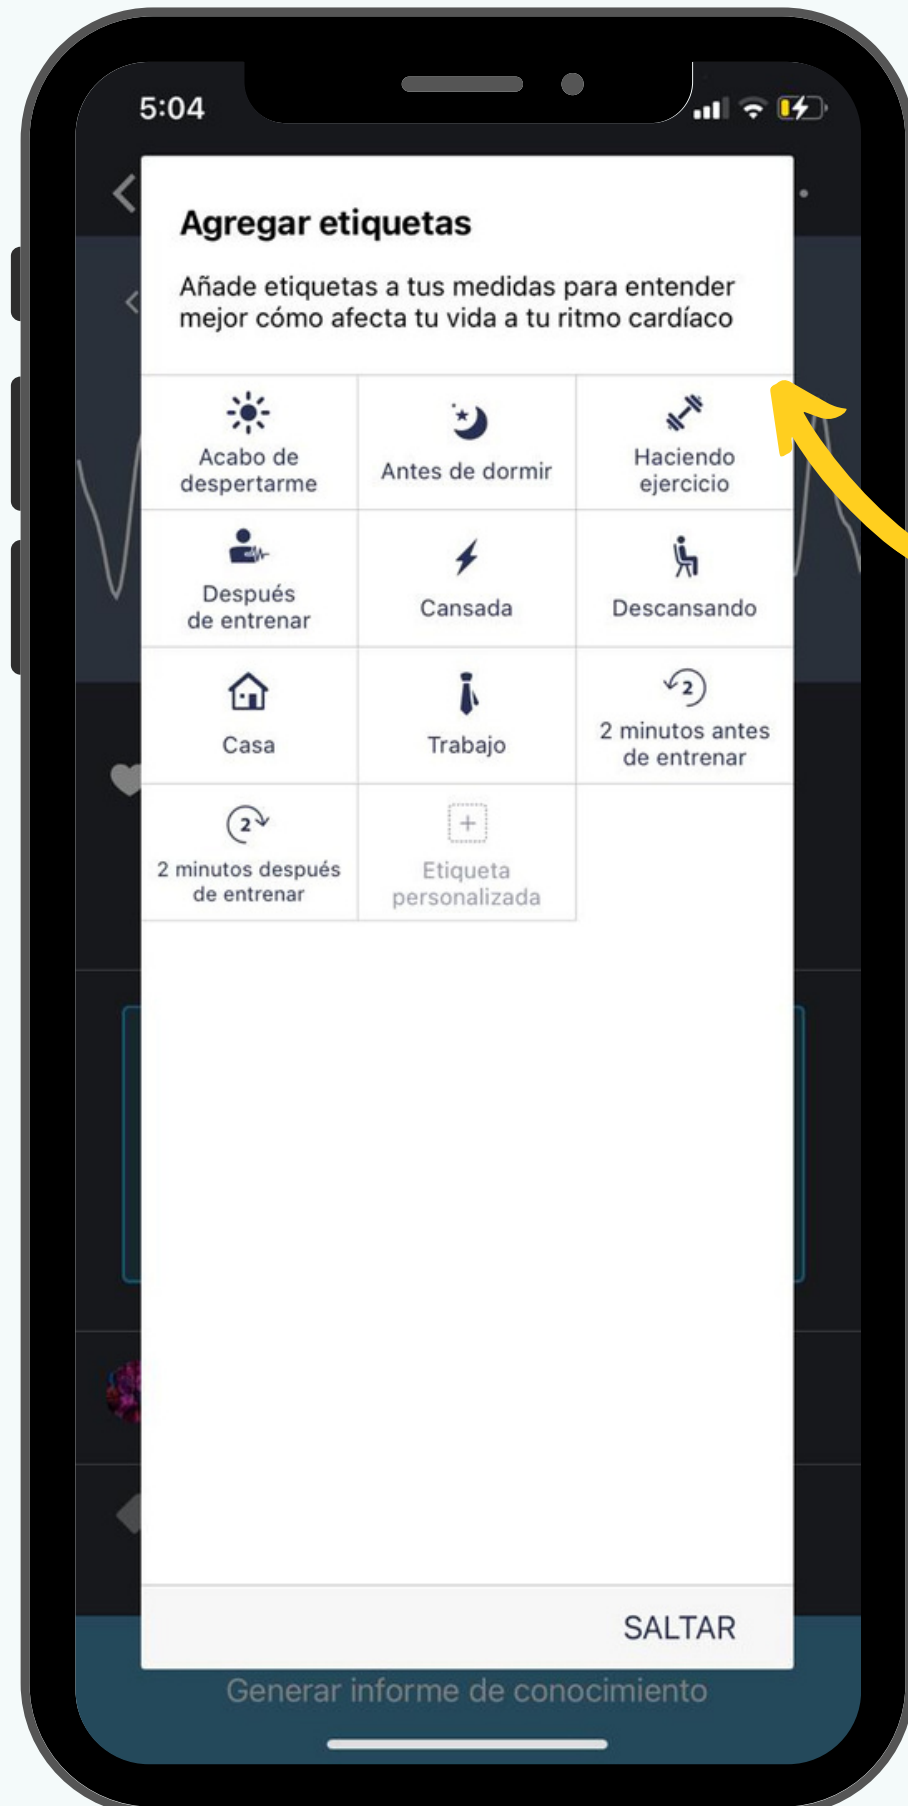 5:04
Agregar etiquetas
Añade etiquetas a tus medidas para entender
mejor cómo afecta tu vida a tu ritmo cardíaco
Acabo de
despertarme
Antes de dormir
Haciendo
ejercicio
Después
de entrenar
Cansada
Descansando
Casa
Trabajo
2
2 minutos antes
de entrenar
2
2 minutos después
de entrenar
Etiqueta
personalizada
SALTAR
Generar informe de conocimiento